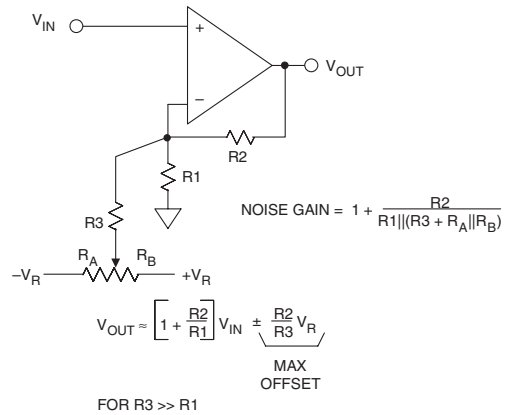 V_IN
+
−
V_OUT
R2
R1
R3
NOISE GAIN = 1 + R2 / R1||(R3 + R_A||R_B)
R_A
R_B
−V_R
+V_R
V_OUT ≈ [1 + R2/R1] V_IN ± R2/R3 V_R
MAX
OFFSET
FOR R3 >> R1